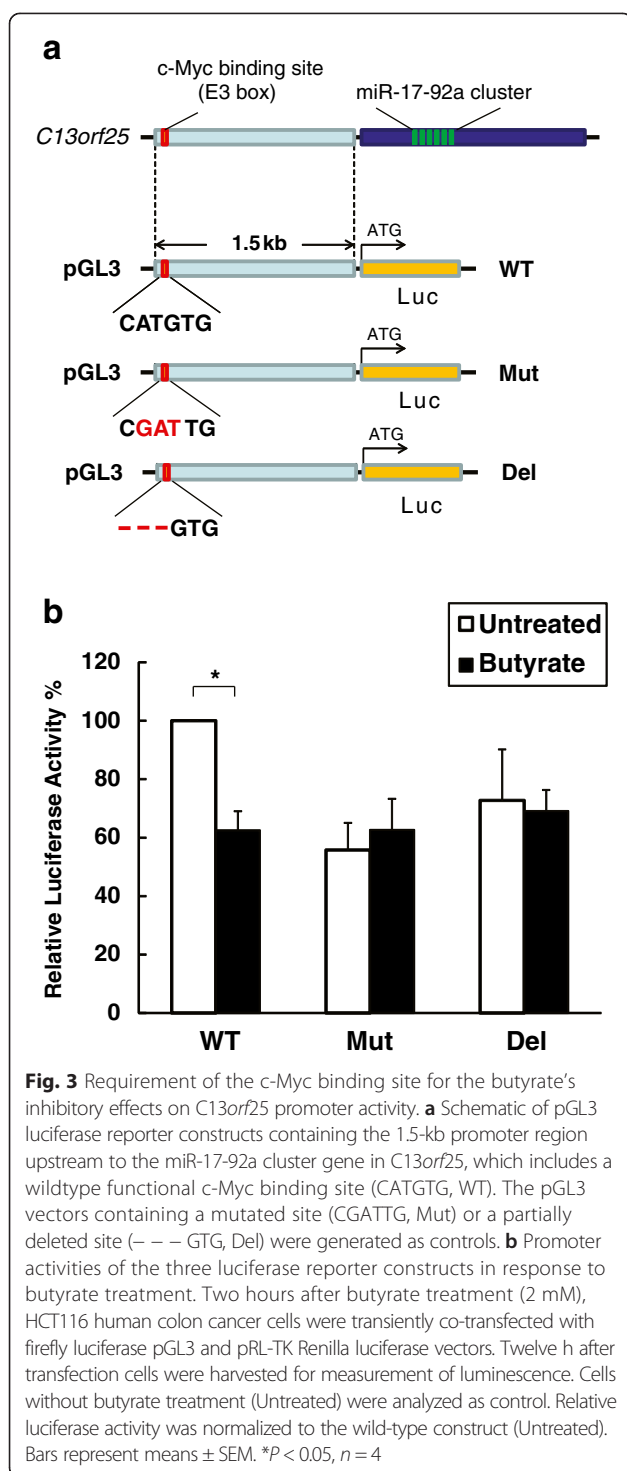 a
c-Myc binding site
(E3 box)
miR-17-92a cluster
C13orf25
1.5 kb
ATG
pGL3
WT
Luc
CATGTG
ATG
pGL3
Mut
Luc
CGAT TG
ATG
pGL3
Del
Luc
– – – GTG
b
Untreated
Butyrate
Relative Luciferase Activity %
120
100
80
60
40
20
0
*
WT Mut Del
Fig. 3 Requirement of the c-Myc binding site for the butyrate's
inhibitory effects on C13orf25 promoter activity. a Schematic of pGL3
luciferase reporter constructs containing the 1.5-kb promoter region
upstream to the miR-17-92a cluster gene in C13orf25, which includes a
wildtype functional c-Myc binding site (CATGTG, WT). The pGL3
vectors containing a mutated site (CGATTG, Mut) or a partially
deleted site (– – – GTG, Del) were generated as controls. b Promoter
activities of the three luciferase reporter constructs in response to
butyrate treatment. Two hours after butyrate treatment (2 mM),
HCT116 human colon cancer cells were transiently co-transfected with
firefly luciferase pGL3 and pRL-TK Renilla luciferase vectors. Twelve h after
transfection cells were harvested for measurement of luminescence. Cells
without butyrate treatment (Untreated) were analyzed as control. Relative
luciferase activity was normalized to the wild-type construct (Untreated).
Bars represent means ± SEM. *P < 0.05, n = 4